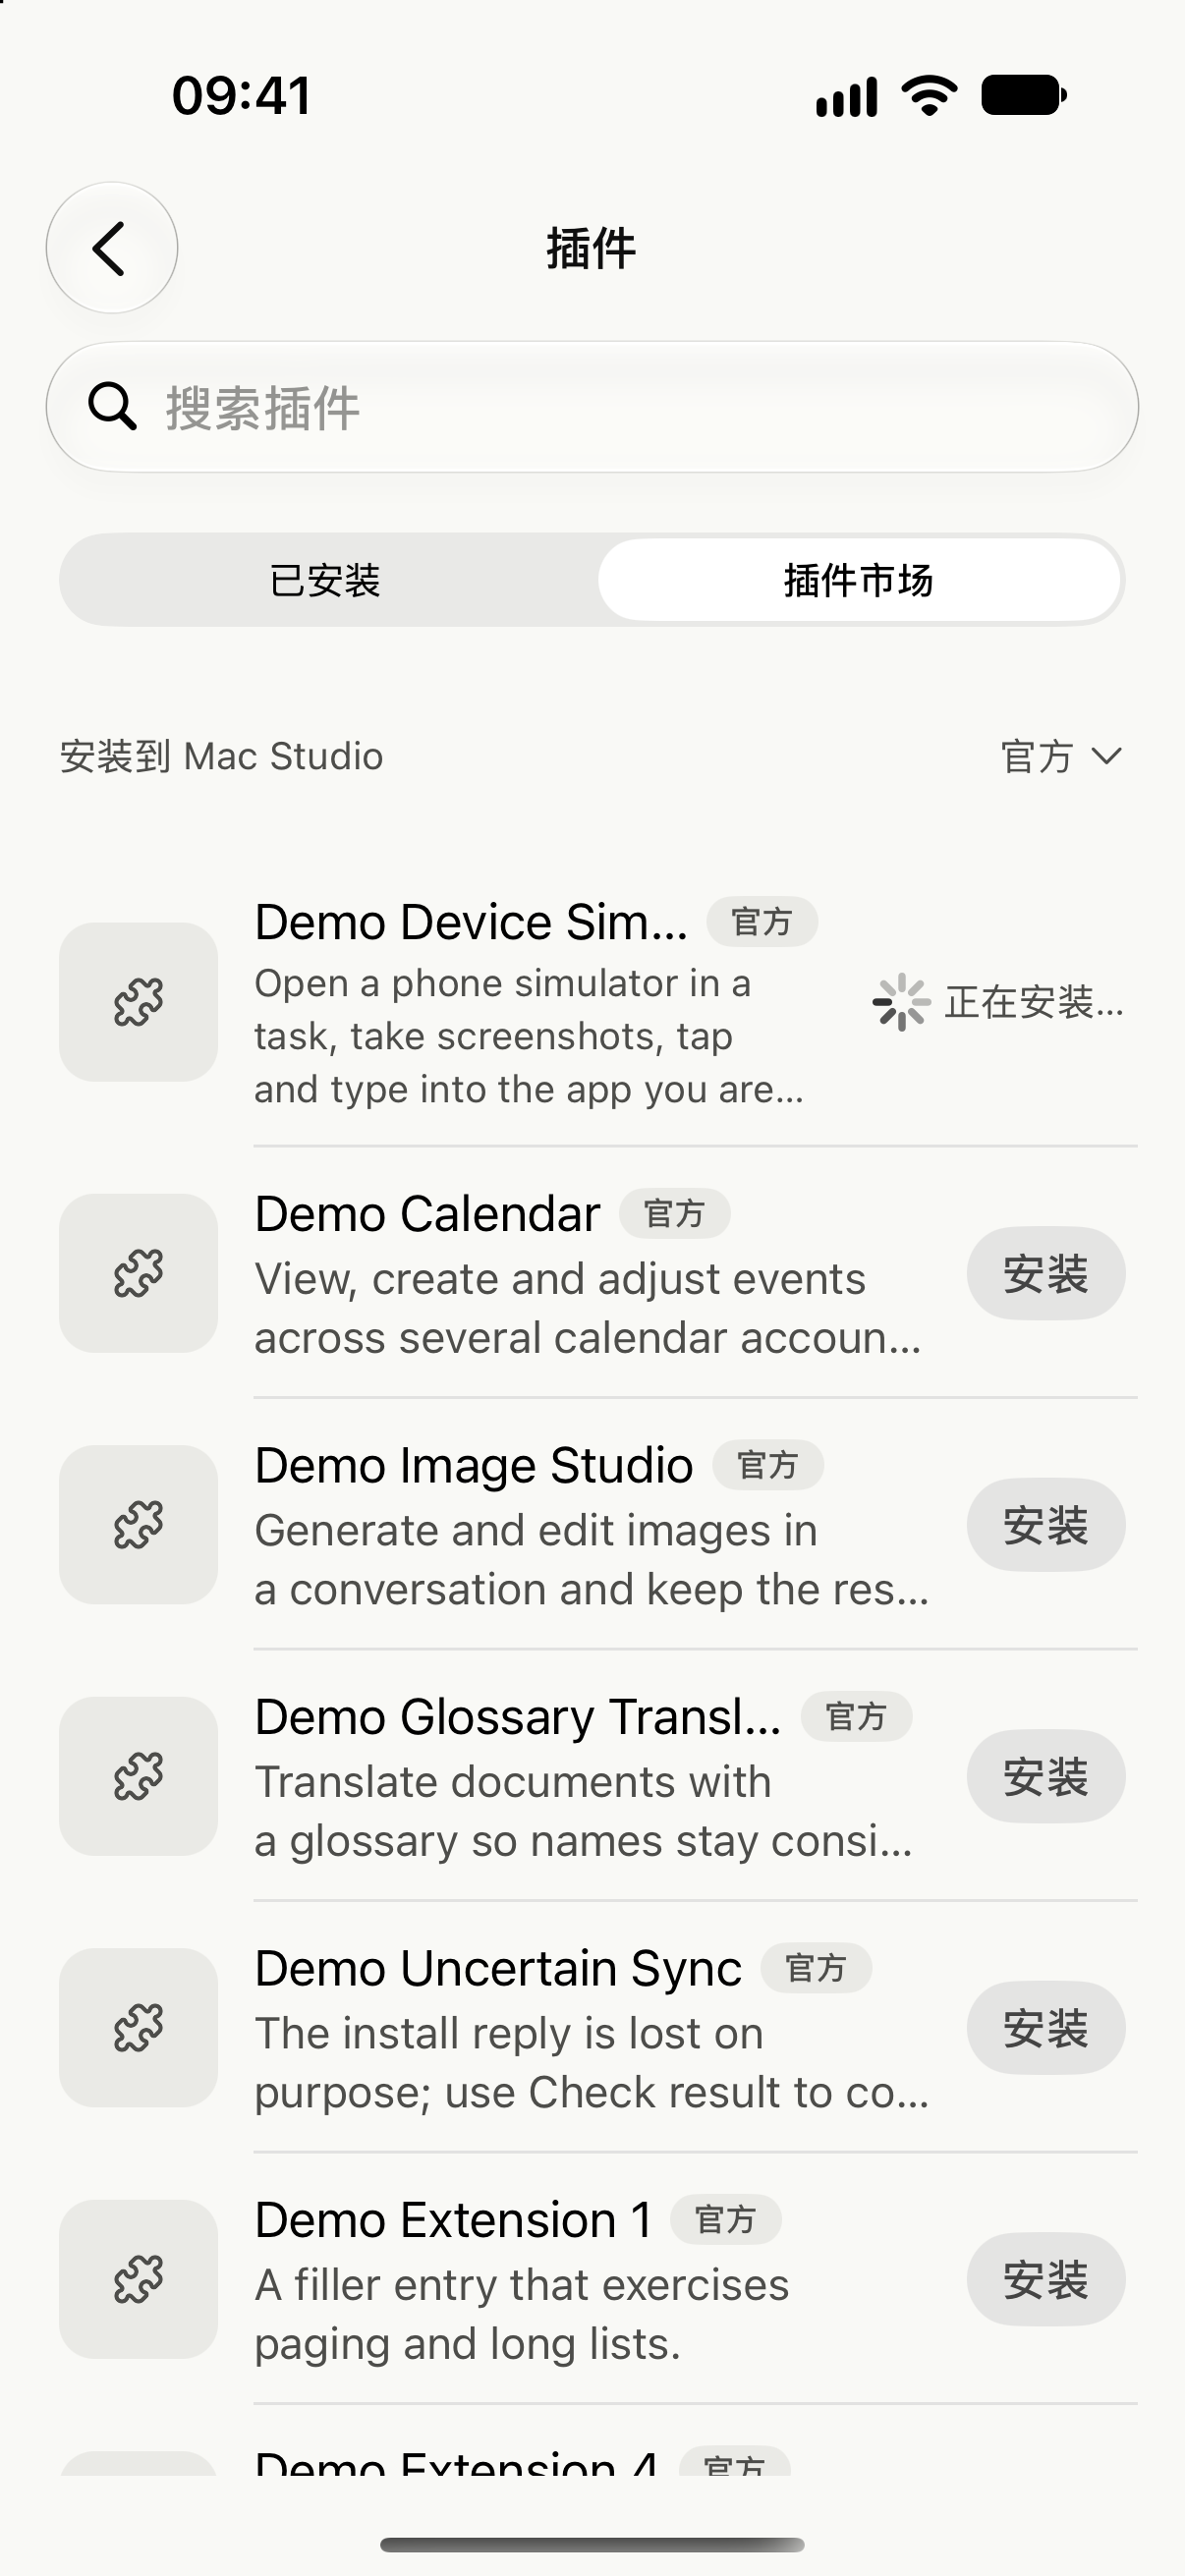 09:41
插件
搜索插件
已安装
插件市场
安装到 Mac Studio
官方
Demo Device Sim...
官方
Open a phone simulator in a
task, take screenshots, tap
and type into the app you are...
正在安装...
Demo Calendar
官方
View, create and adjust events
across several calendar accoun...
安装
Demo Image Studio
官方
Generate and edit images in
a conversation and keep the res...
安装
Demo Glossary Transl...
官方
Translate documents with
a glossary so names stay consi...
安装
Demo Uncertain Sync
官方
The install reply is lost on
purpose; use Check result to co...
安装
Demo Extension 1
官方
A filler entry that exercises
paging and long lists.
安装
Demo Extension 4
官方